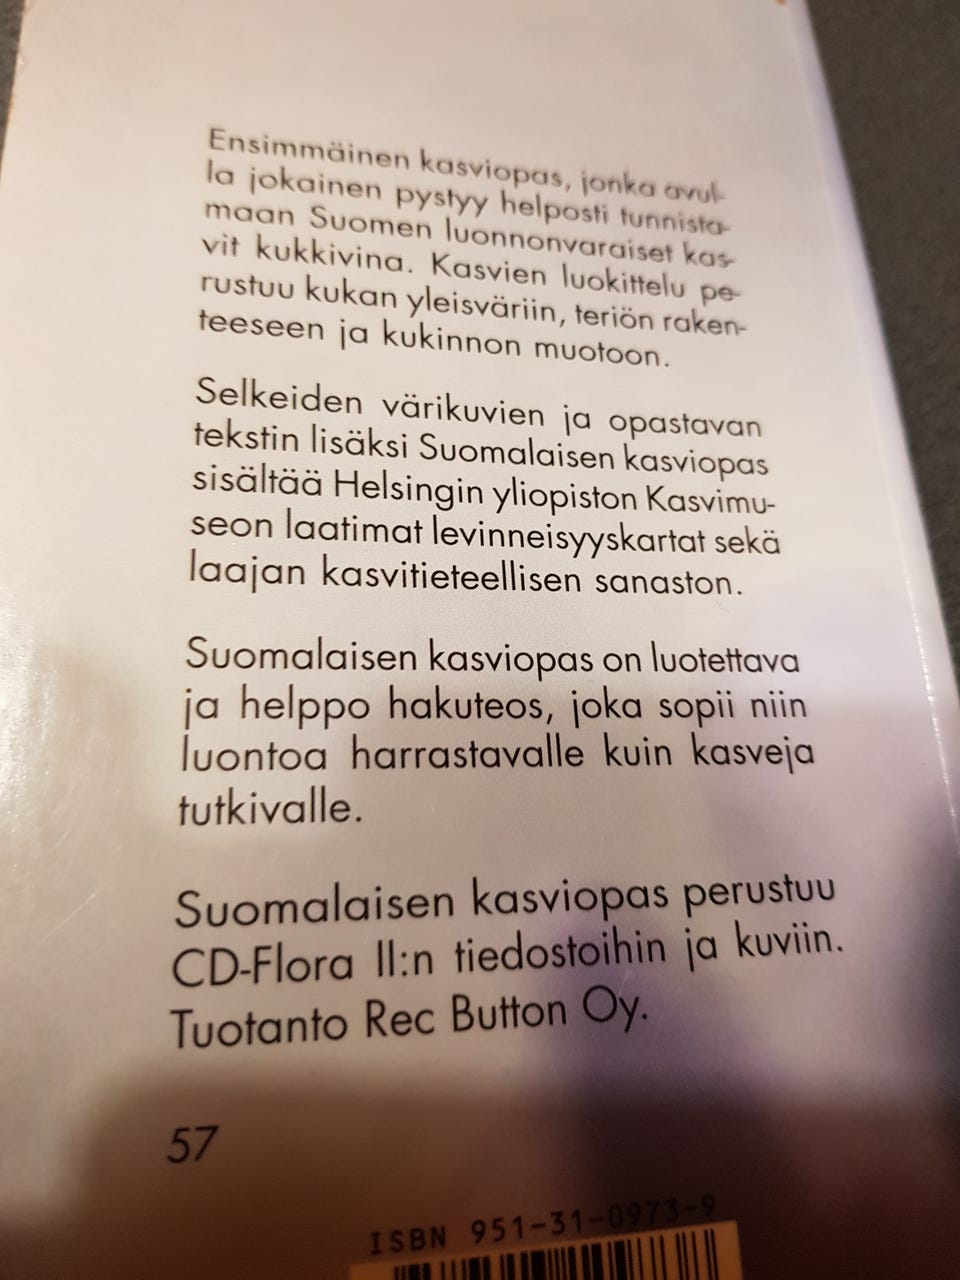 Ensimmäinen kasviopas, jonka avul-
la jokainen pystyy helposti tunnista-
maan Suomen luonnonvaraiset kas-
vit kukkivina. Kasvien luokittelu pe-
rustuu kukan yleisväriin, teriön raken-
teeseen ja kukinnon muotoon.
Selkeiden värikuvien ja opastavan
tekstin lisäksi Suomalaisen kasviopas
sisältää Helsingin yliopiston Kasvimu-
seon laatimat levinneisyyskartat sekä
laajan kasvitieteellisen sanaston.
Suomalaisen kasviopas on luotettava
ja helppo hakuteos, joka sopii niin
luontoa harrastavalle kuin kasveja
tutkivalle.
Suomalaisen kasviopas perustuu
CD-Flora II:n tiedostoihin ja kuviin.
Tuotanto Rec Button Oy.
57
ISBN 951-31-0973-9